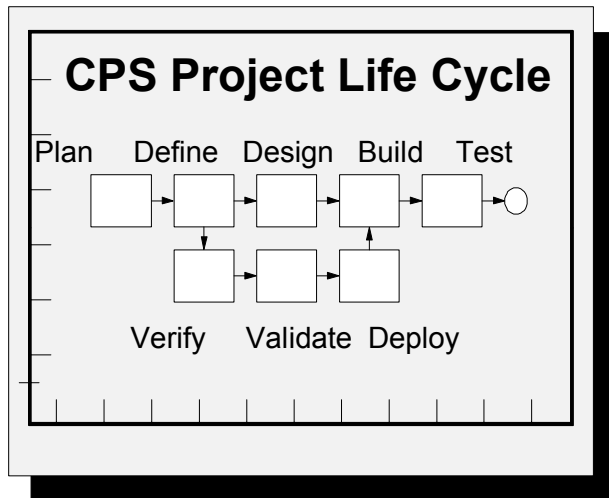 CPS Project Life Cycle
Plan Define Design Build Test
Verify Validate Deploy